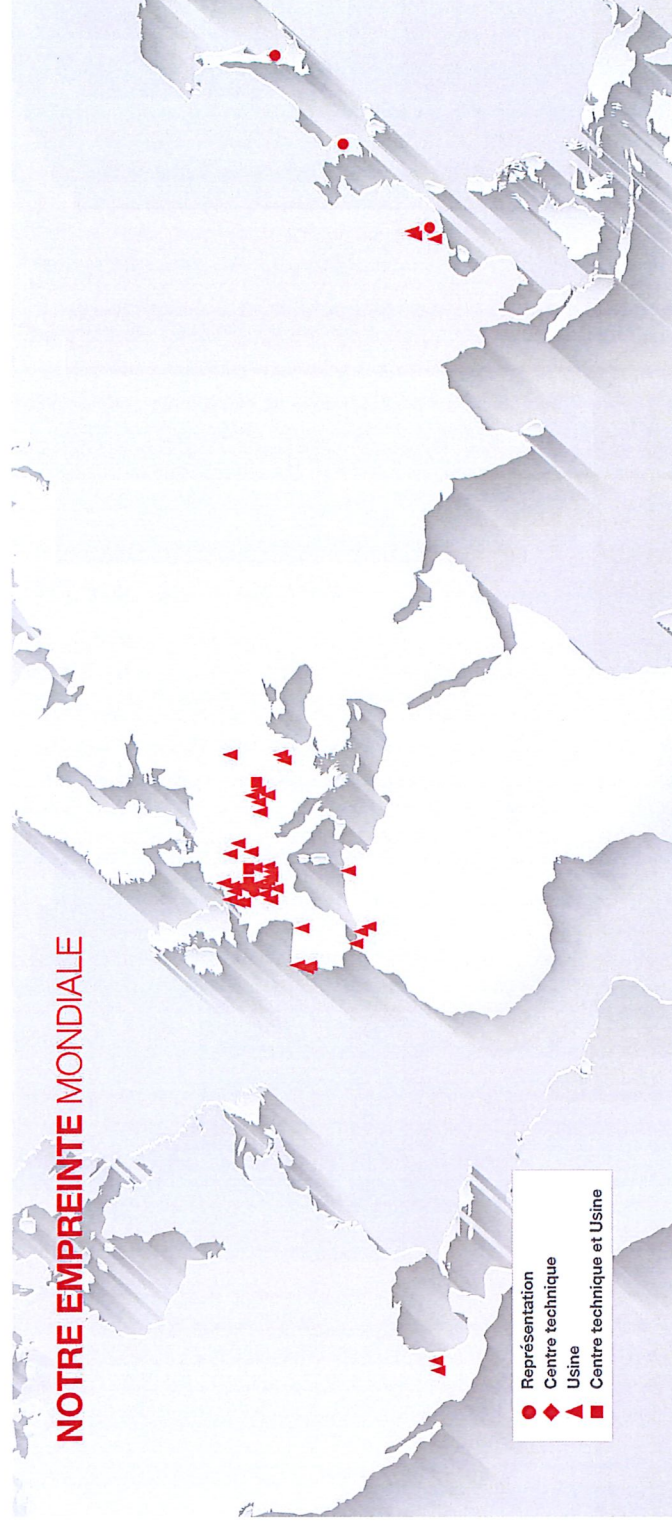 NOTRE EMPREINTE MONDIALE
Représentation
Centre technique
Usine
Centre technique et Usine